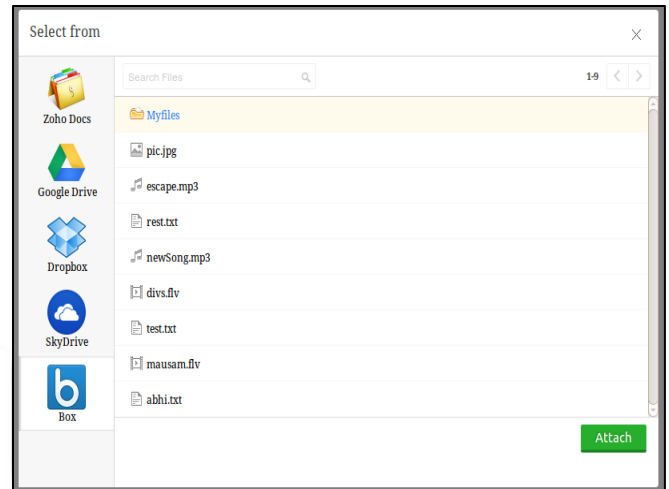 Select from
Search Files
1-9
Zoho Docs
Google Drive
Dropbox
SkyDrive
Box
Myfiles
pic.jpg
escape.mp3
rest.txt
newSong.mp3
divs.flv
test.txt
mausam.flv
abhi.txt
Attach